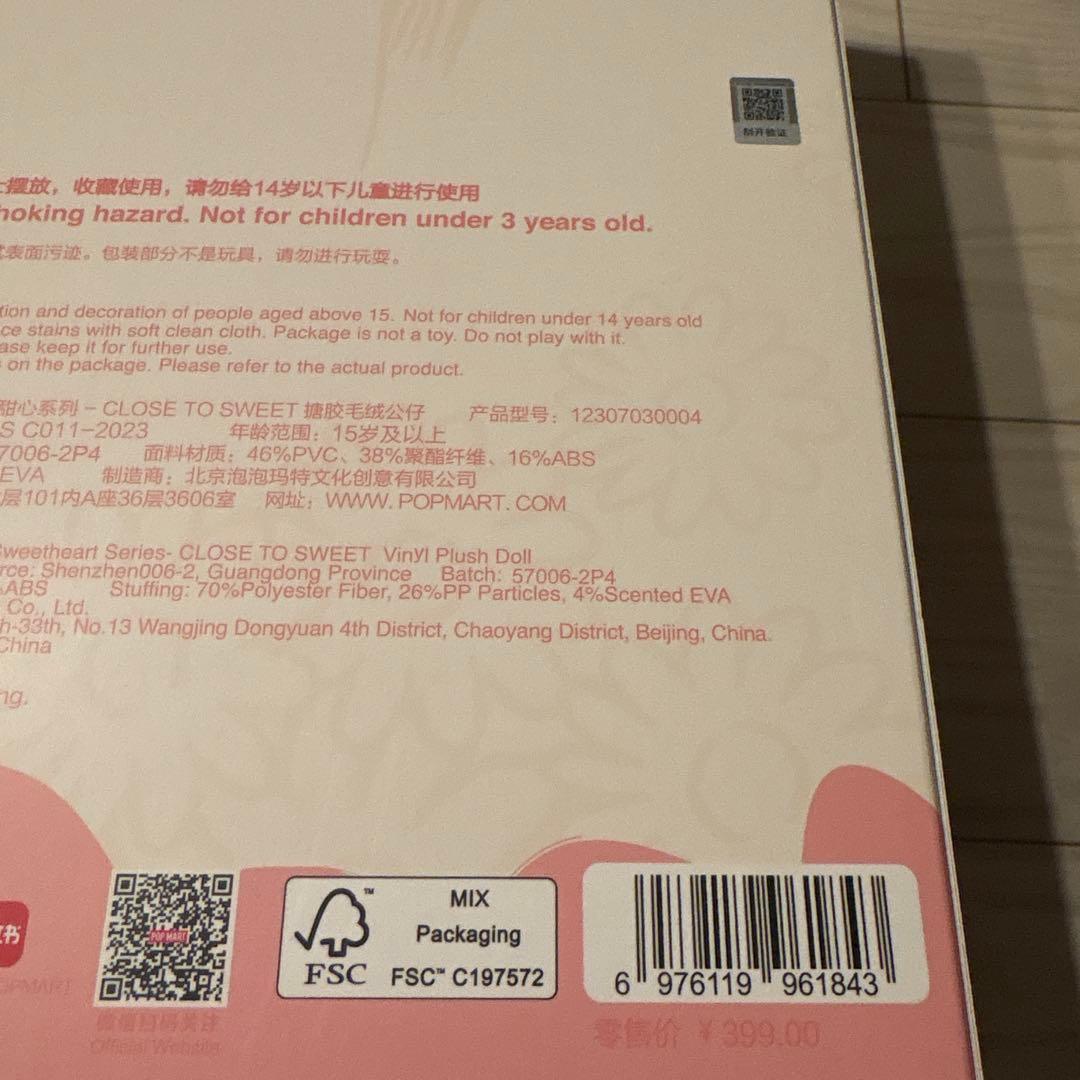 刮开验证
摆放，收藏使用，请勿给14岁以下儿童进行使用
hoking hazard. Not for children under 3 years old.
表面污迹。包装部分不是玩具，请勿进行玩耍。
tion and decoration of people aged above 15. Not for children under 14 years old
ce stains with soft clean cloth. Package is not a toy. Do not play with it.
ase keep it for further use.
on the package. Please refer to the actual product.
甜心系列 - CLOSE TO SWEET 搪胶毛绒公仔 产品型号：12307030004
S C011-2023 年龄范围：15岁及以上
7006-2P4 面料材质：46%PVC、38%聚酯纤维、16%ABS
EVA 制造商：北京泡泡玛特文化创意有限公司
层101内A座36层3606室 网址：WWW.POPMART.COM
Sweetheart Series- CLOSE TO SWEET Vinyl Plush Doll
rce: Shenzhen006-2, Guangdong Province Batch: 57006-2P4
%ABS Stuffing: 70%Polyester Fiber, 26%PP Particles, 4%Scented EVA
Co., Ltd.
h-33th, No.13 Wangjing Dongyuan 4th District, Chaoyang District, Beijing, China.
China
ng.
书
OPMART
POP MART
微信扫码关注
Official Website
FSC™
MIX
Packaging
FSC™ C197572
6 976119 961843
零售价 ¥399.00